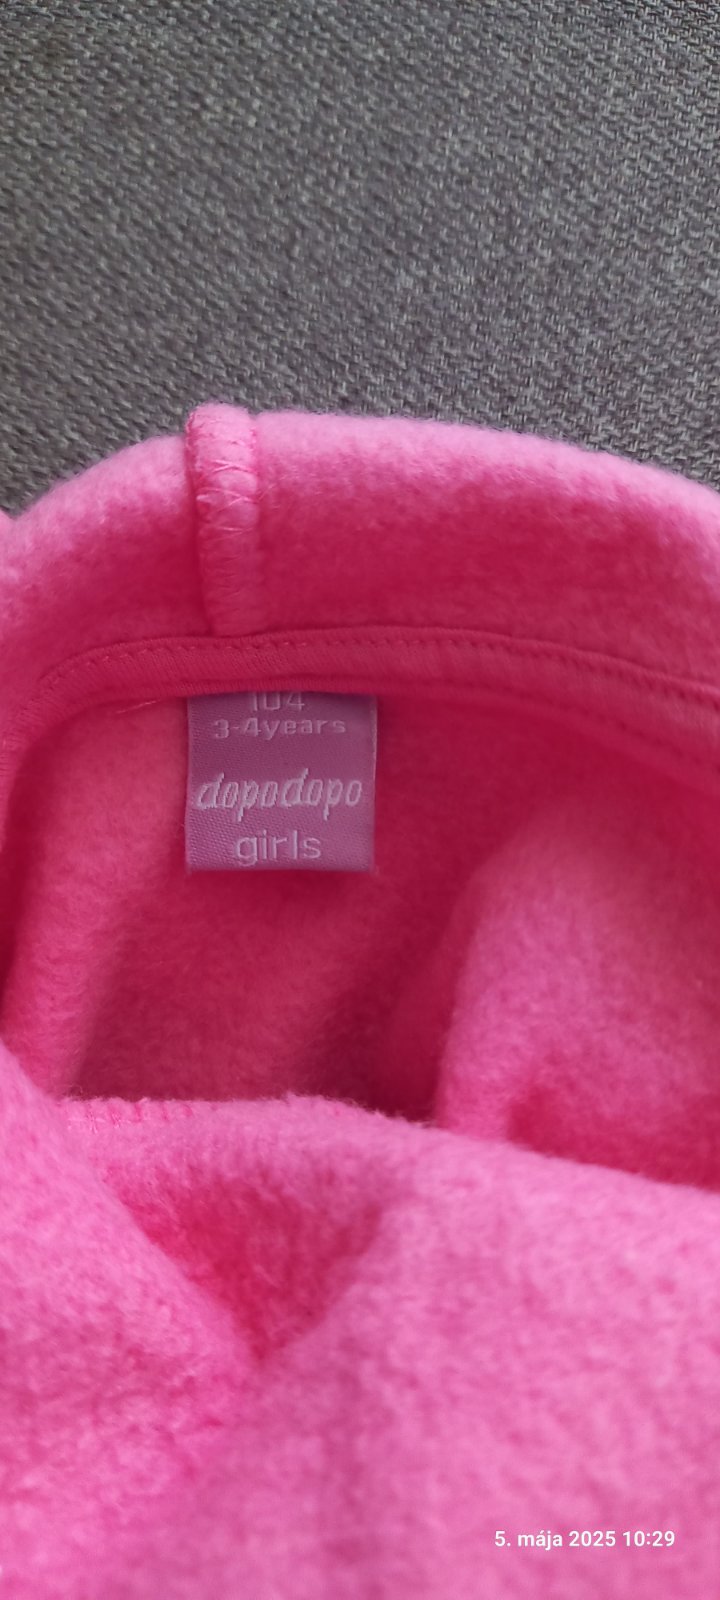 104
3-4years
dopodopo
girls
5. mája 2025 10:29